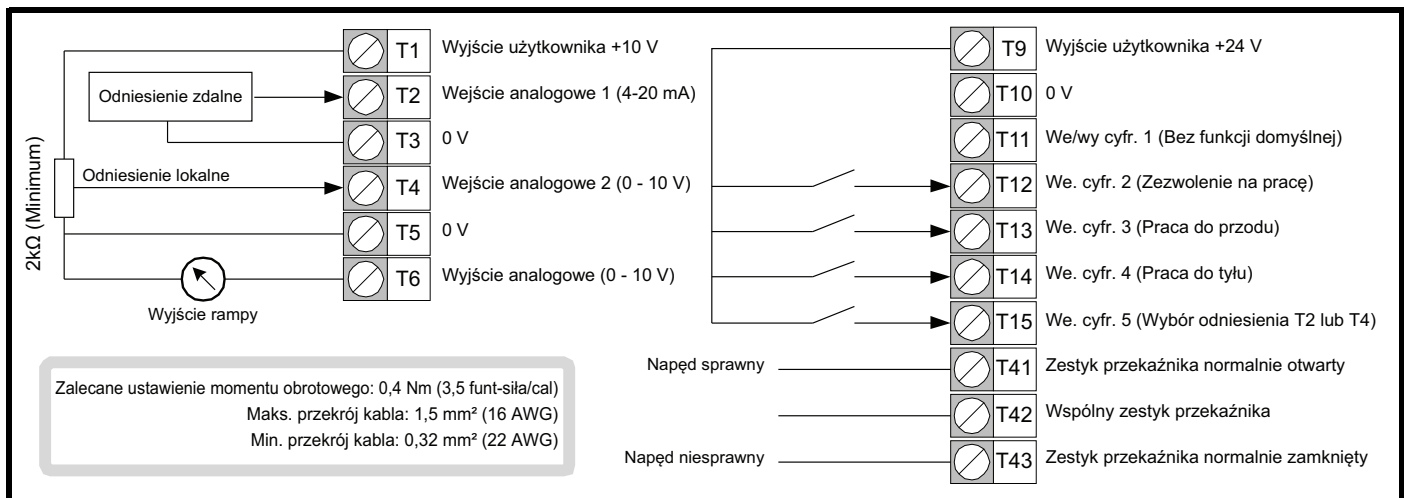 T1 Wyjście użytkownika +10 V
Odniesienie zdalne
T2 Wejście analogowe 1 (4-20 mA)
T3 0 V
2kΩ (Minimum)
Odniesienie lokalne
T4 Wejście analogowe 2 (0 - 10 V)
T5 0 V
T6 Wyjście analogowe (0 - 10 V)
Wyjście rampy
Zalecane ustawienie momentu obrotowego: 0,4 Nm (3,5 funt-siła/cal)
Maks. przekrój kabla: 1,5 mm² (16 AWG)
Min. przekrój kabla: 0,32 mm² (22 AWG)
T9 Wyjście użytkownika +24 V
T10 0 V
T11 We/wy cyfr. 1 (Bez funkcji domyślnej)
T12 We. cyfr. 2 (Zezwolenie na pracę)
T13 We. cyfr. 3 (Praca do przodu)
T14 We. cyfr. 4 (Praca do tyłu)
T15 We. cyfr. 5 (Wybór odniesienia T2 lub T4)
Napęd sprawny T41 Zestyk przekaźnika normalnie otwarty
T42 Wspólny zestyk przekaźnika
Napęd niesprawny T43 Zestyk przekaźnika normalnie zamknięty